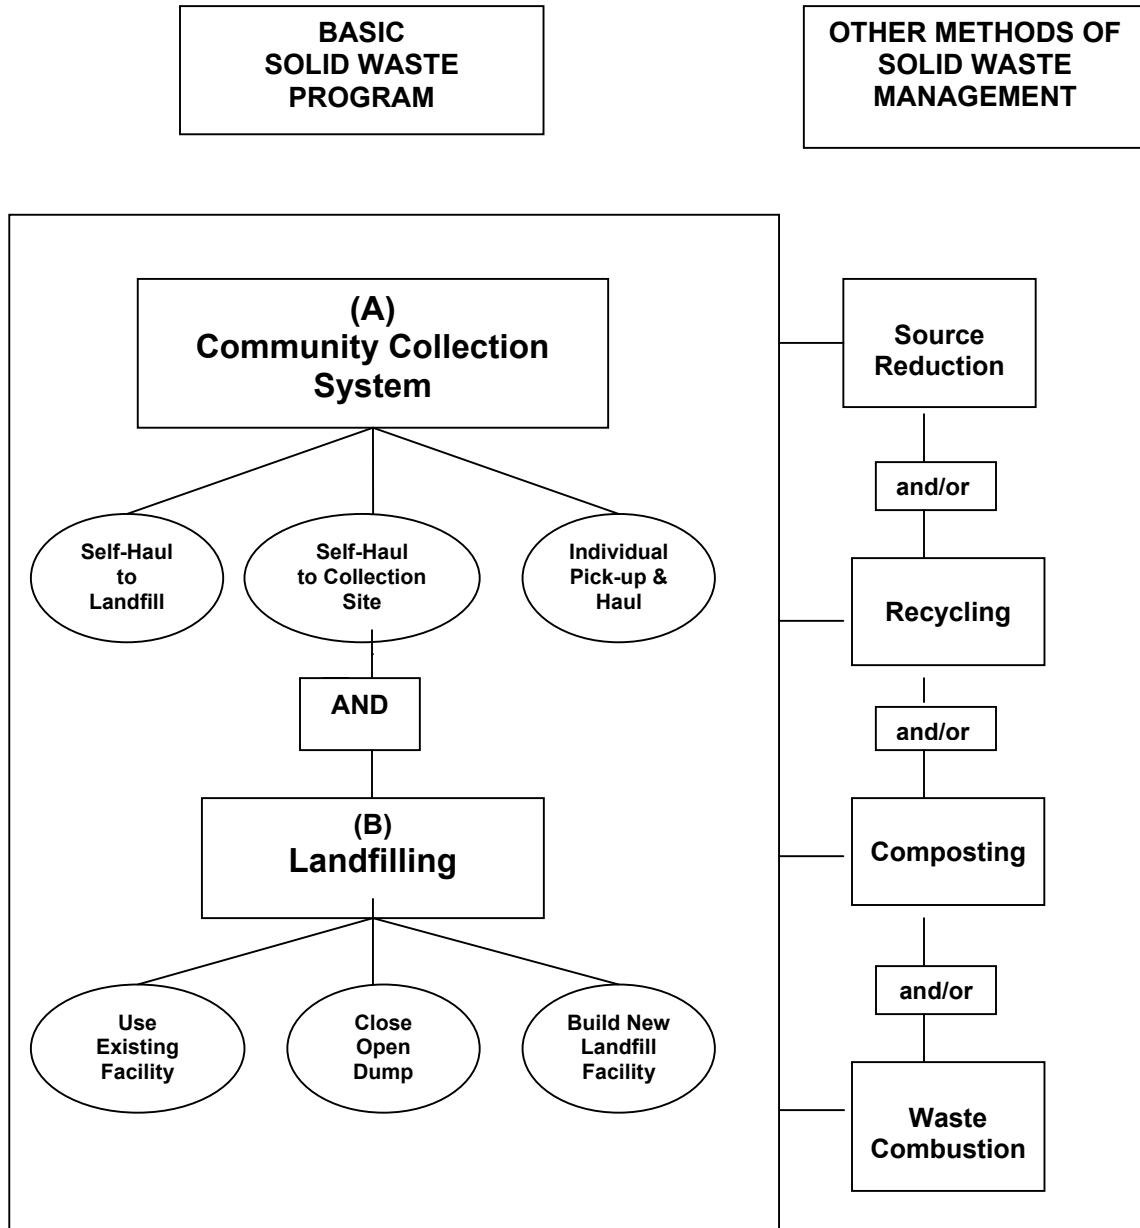 BASIC
SOLID WASTE
PROGRAM
OTHER METHODS OF
SOLID WASTE
MANAGEMENT
(A)
Community Collection
System
Self-Haul
to
Landfill
Self-Haul
to Collection
Site
Individual
Pick-up &
Haul
AND
(B)
Landfilling
Use
Existing
Facility
Close
Open
Dump
Build New
Landfill
Facility
Source
Reduction
and/or
Recycling
and/or
Composting
and/or
Waste
Combustion